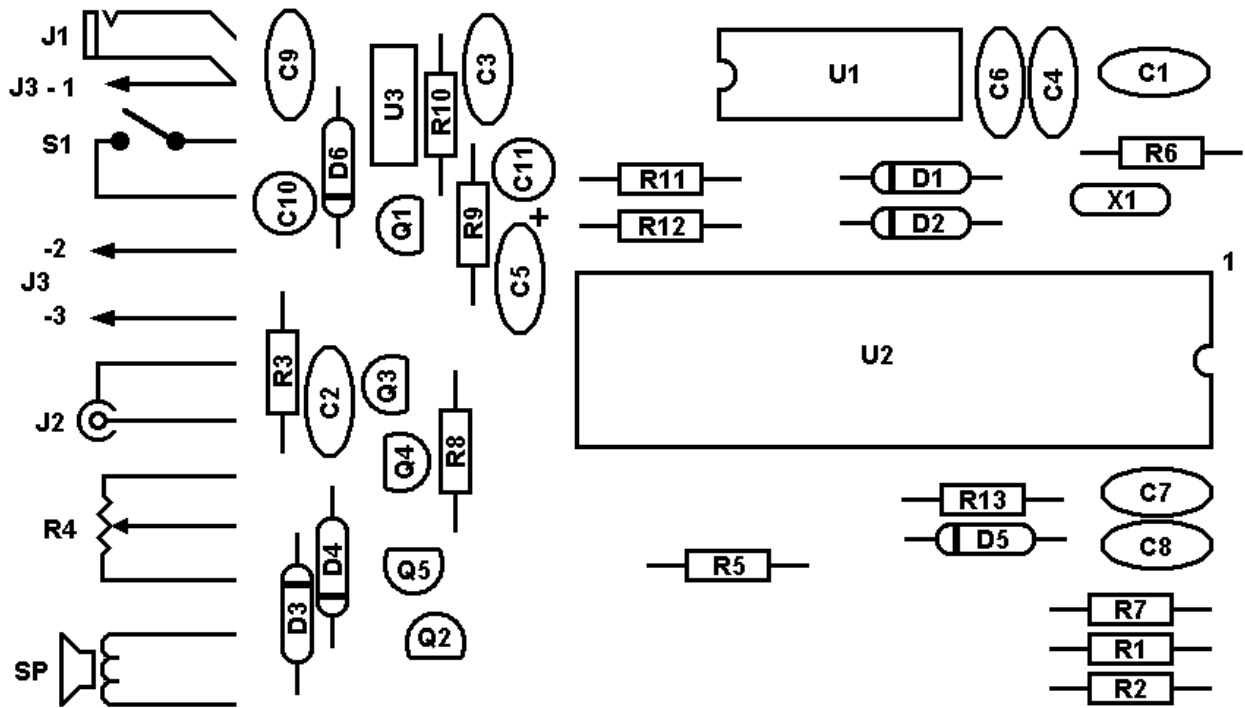 J1
C9
U3
R10
C3
U1
C6
C4
C1
J3 - 1
S1
D6
C11
R6
C10
Q1
R9
+
R11
D1
X1
R12
D2
-2
J3
-3
C5
1
U2
R3
C2
Q3
J2
Q4
R8
C7
R13
R4
D4
Q5
R5
D5
C8
D3
Q2
R7
R1
SP
R2